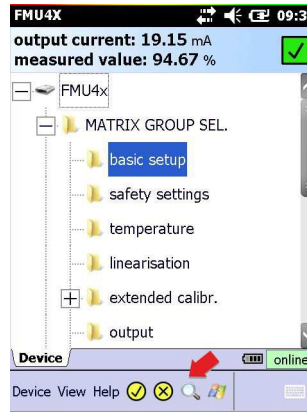 FMU4X 09:3
output current: 19.15 mA
measured value: 94.67 %
FMU4x
MATRIX GROUP SEL.
basic setup
safety settings
temperature
linearisation
extended calibr.
output
Device online
Device View Help